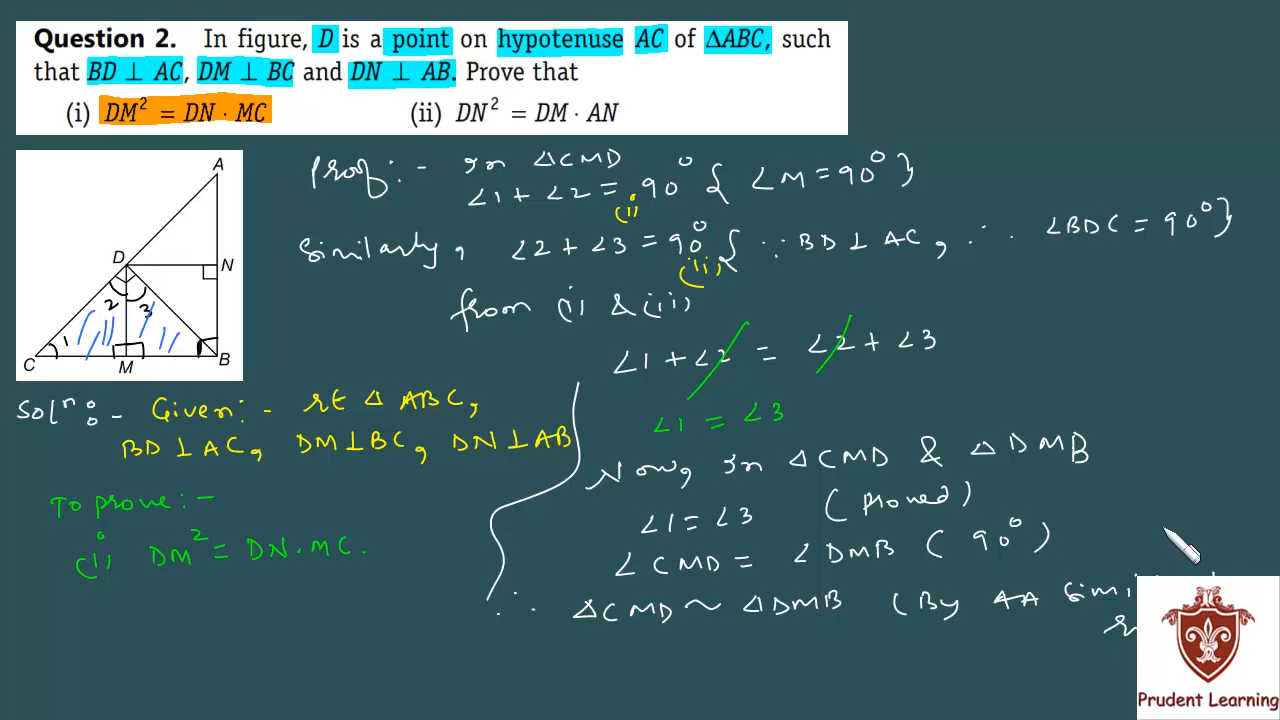 Question 2. In figure, D is a point on hypotenuse AC of ΔABC, such
that BD ⊥ AC, DM ⊥ BC and DN ⊥ AB. Prove that
(i) DM² = DN · MC (ii) DN² = DM · AN
A
D
N
2
3
1
C
M
B
Solⁿ:- Given:- rt Δ ABC,
BD ⊥ AC, DM ⊥ BC, DN ⊥ AB
To prove:-
(i) DM² = DN.MC.
Proof:- In ΔCMD
∠1 + ∠2 = 90° { ∠M = 90° }
(i)
Similarly, ∠2 + ∠3 = 90° { ∵ BD ⊥ AC, ∴ ∠BDC = 90° }
(ii)
from (i) & (ii)
∠1 + ∠2 = ∠2 + ∠3
∠1 = ∠3
Now, In ΔCMD & ΔDMB
∠1 = ∠3 (Proved)
∠CMD = ∠DMB (90°)
∴ ΔCMD ~ ΔDMB (By AA
Prudent Learning